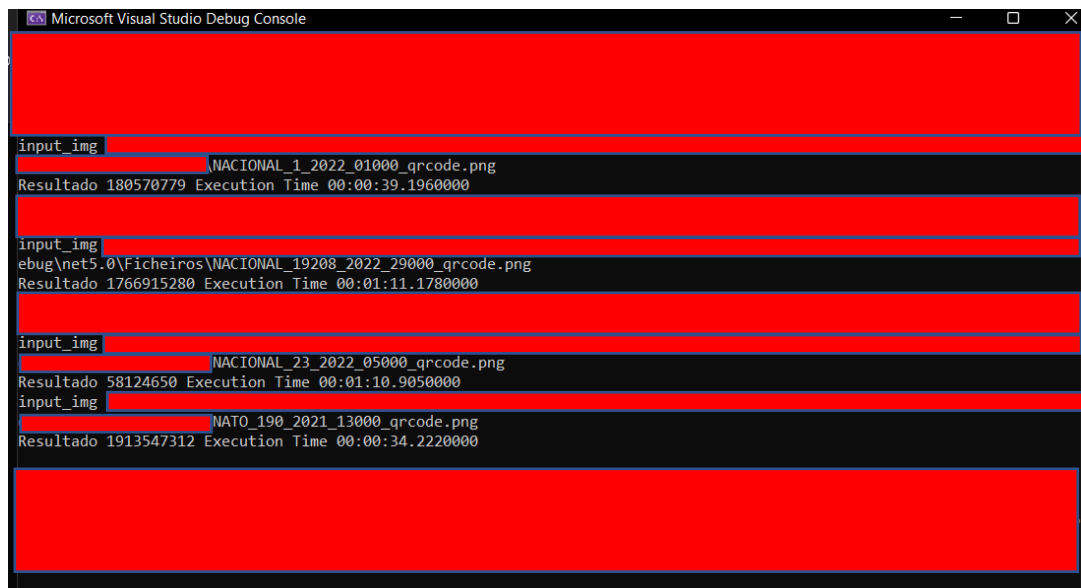 Microsoft Visual Studio Debug Console
input_img
\NACIONAL_1_2022_01000_qrcode.png
Resultado 180570779 Execution Time 00:00:39.1960000
input_img
ebug\net5.0\Ficheiros\NACIONAL_19208_2022_29000_qrcode.png
Resultado 1766915280 Execution Time 00:01:11.1780000
input_img
NACIONAL_23_2022_05000_qrcode.png
Resultado 58124650 Execution Time 00:01:10.9050000
input_img
NATO_190_2021_13000_qrcode.png
Resultado 1913547312 Execution Time 00:00:34.2220000